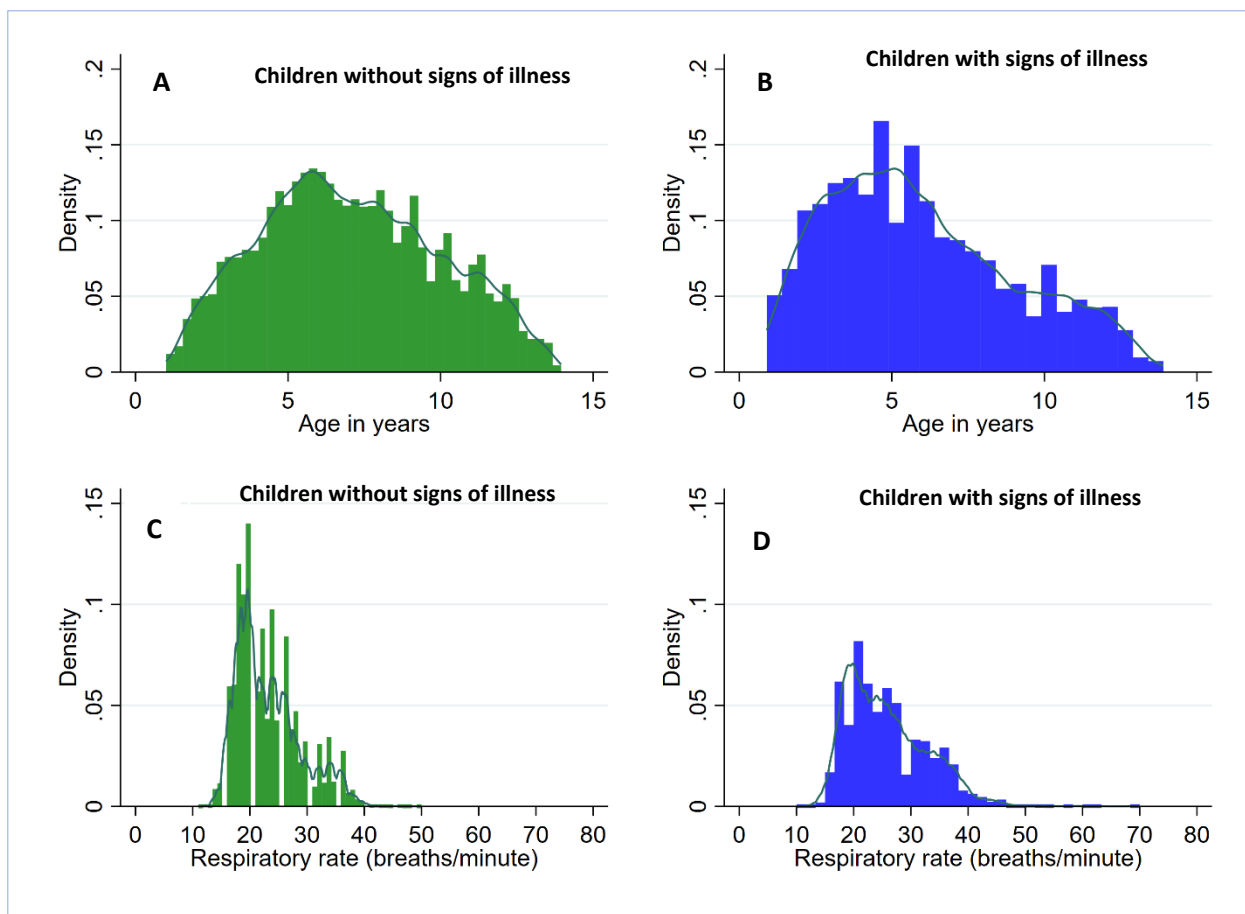 A
Children without signs of illness
.2
.15
.1
.05
0
Density
0 5 10 15
Age in years
B
Children with signs of illness
.2
.15
.1
.05
0
Density
0 5 10 15
Age in years
C
Children without signs of illness
.15
.1
.05
0
Density
0 10 20 30 40 50 60 70 80
Respiratory rate (breaths/minute)
D
Children with signs of illness
.15
.1
.05
0
Density
0 10 20 30 40 50 60 70 80
Respiratory rate (breaths/minute)